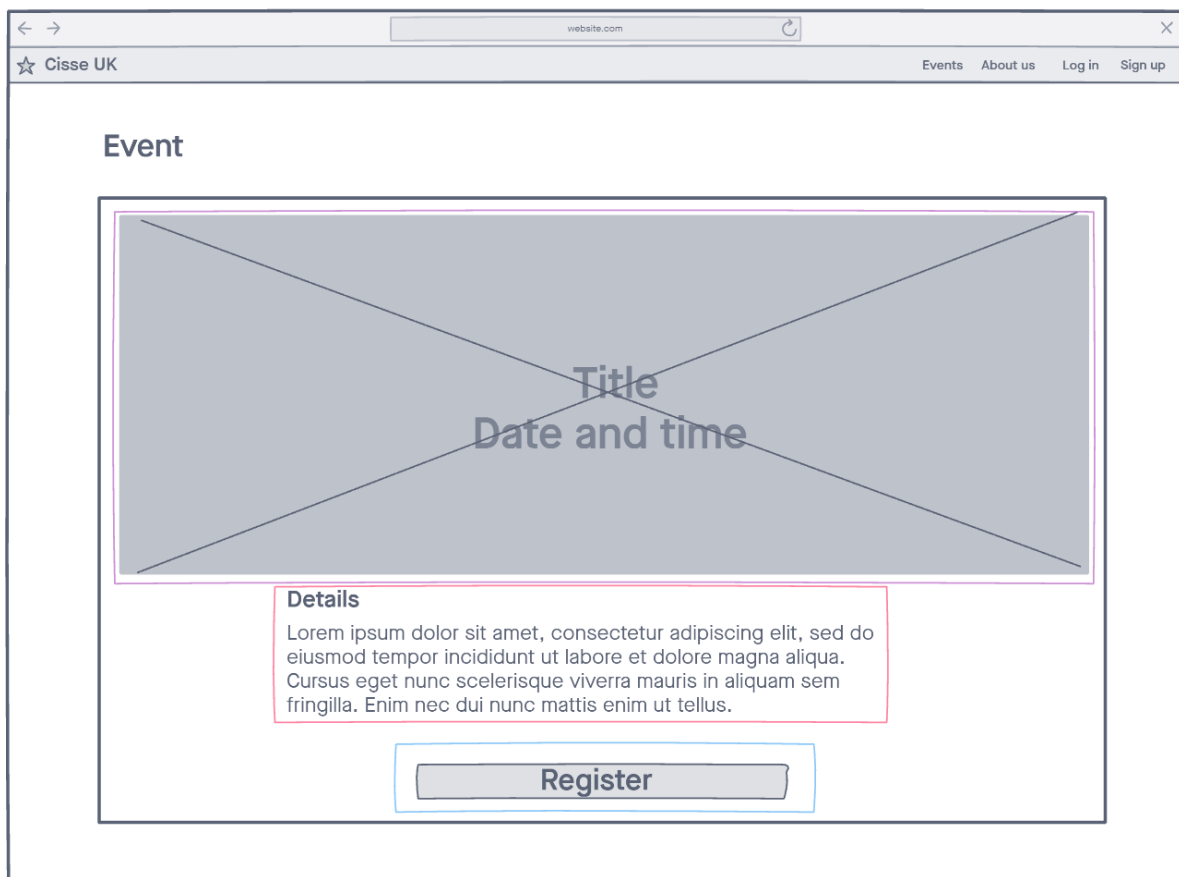 website.com
Cisse UK
Events About us Log in Sign up
Event
Title
Date and time
Details
Lorem ipsum dolor sit amet, consectetur adipiscing elit, sed do
eiusmod tempor incididunt ut labore et dolore magna aliqua.
Cursus eget nunc scelerisque viverra mauris in aliquam sem
fringilla. Enim nec dui nunc mattis enim ut tellus.
Register